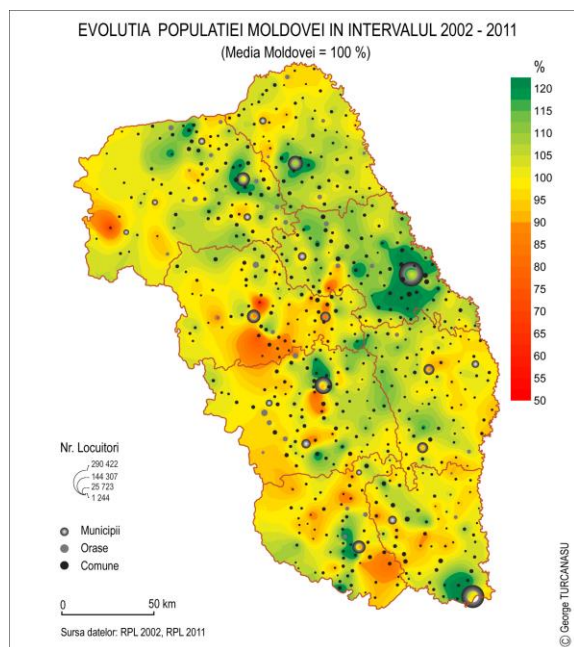 EVOLUTIA POPULATIEI MOLDOVEI IN INTERVALUL 2002 - 2011
(Media Moldovei = 100 %)
%
120
115
110
105
100
95
90
85
80
75
70
65
60
55
50
Nr. Locuitori
290 422
144 307
25 723
1 244
Municipii
Orase
Comune
0 50 km
Sursa datelor: RPL 2002, RPL 2011
© George TURCANASU